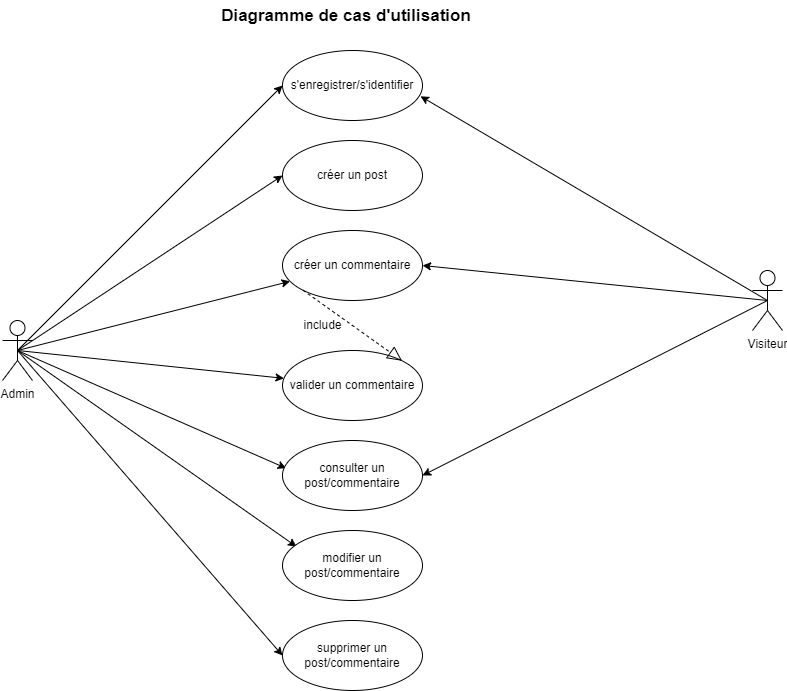 Diagramme de cas d'utilisation
s'enregistrer/s'identifier
créer un post
créer un commentaire
include
valider un commentaire
Admin
Visiteur
consulter un
post/commentaire
modifier un
post/commentaire
supprimer un
post/commentaire